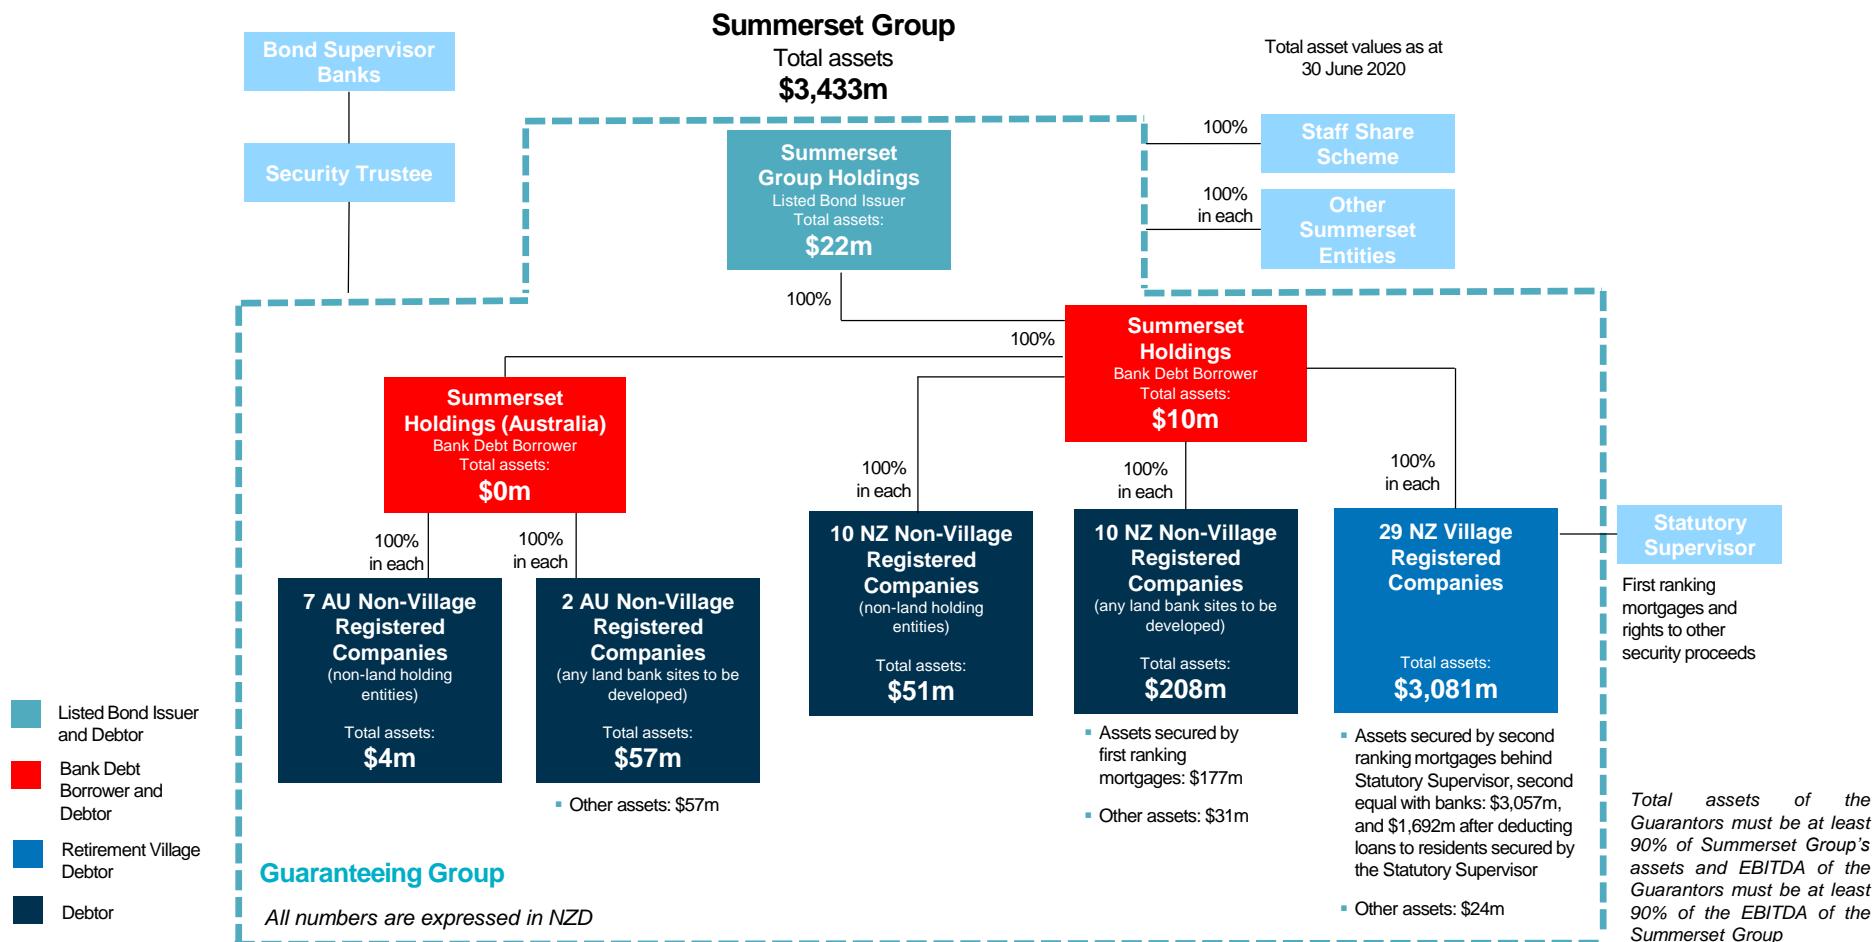 Summerset Group
Total assets
$3,433m
Total asset values as at
30 June 2020
Bond Supervisor
Banks
Security Trustee
100%
Staff Share
Scheme
100%
in each
Other
Summerset
Entities
Summerset
Group Holdings
Listed Bond Issuer
Total assets:
$22m
100%
100%
Summerset
Holdings
Bank Debt Borrower
Total assets:
$10m
Summerset
Holdings (Australia)
Bank Debt Borrower
Total assets:
$0m
100%
in each
100%
in each
100%
in each
100%
in each
100%
in each
7 AU Non-Village
Registered
Companies
(non-land holding
entities)
Total assets:
$4m
2 AU Non-Village
Registered
Companies
(any land bank sites to be
developed)
Total assets:
$57m
▪ Other assets: $57m
10 NZ Non-Village
Registered
Companies
(non-land holding
entities)
Total assets:
$51m
10 NZ Non-Village
Registered
Companies
(any land bank sites to be
developed)
Total assets:
$208m
▪ Assets secured by
first ranking
mortgages: $177m
▪ Other assets: $31m
29 NZ Village
Registered
Companies
Total assets:
$3,081m
▪ Assets secured by second
ranking mortgages behind
Statutory Supervisor, second
equal with banks: $3,057m,
and $1,692m after deducting
loans to residents secured by
the Statutory Supervisor
▪ Other assets: $24m
Statutory
Supervisor
First ranking
mortgages and
rights to other
security proceeds
Listed Bond Issuer
and Debtor
Bank Debt
Borrower and
Debtor
Retirement Village
Debtor
Debtor
Guaranteeing Group
All numbers are expressed in NZD
Total assets of the
Guarantors must be at least
90% of Summerset Group's
assets and EBITDA of the
Guarantors must be at least
90% of the EBITDA of the
Summerset Group